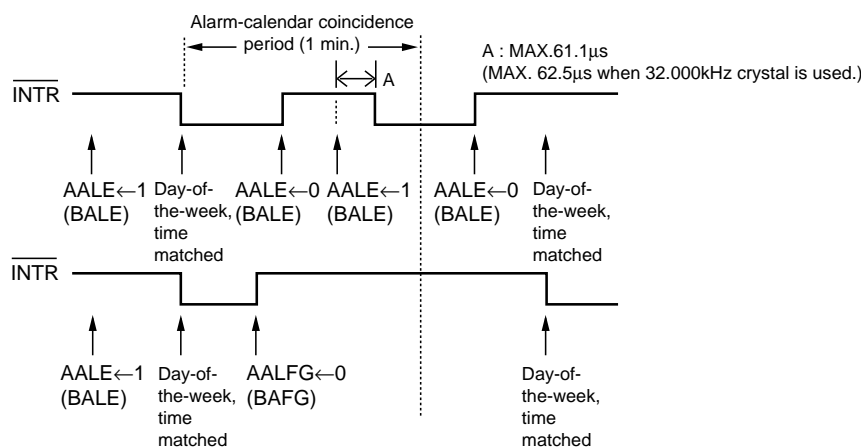 Alarm-calendar coincidence
period (1 min.)
A : MAX.61.1µs
(MAX. 62.5µs when 32.000kHz crystal is used.)
A
INTR
AALE←1
(BALE)
Day-of-
the-week,
time
matched
AALE←0
(BALE)
AALE←1
(BALE)
AALE←0
(BALE)
Day-of-
the-week,
time
matched
INTR
AALE←1
(BALE)
Day-of-
the-week,
time
matched
AALFG←0
(BAFG)
Day-of-
the-week,
time
matched